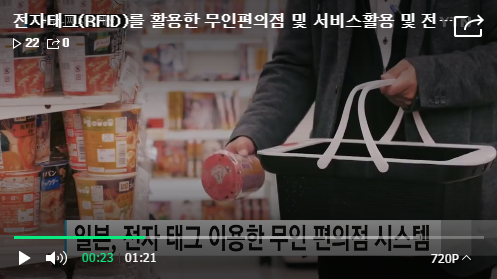 전자태그(RFID)를 활용한 무인편의점 및 서비스활용 및 전…
22 0
일본, 전자 태그 이용한 무인 편의점 시스템
00:23 01:21
720P